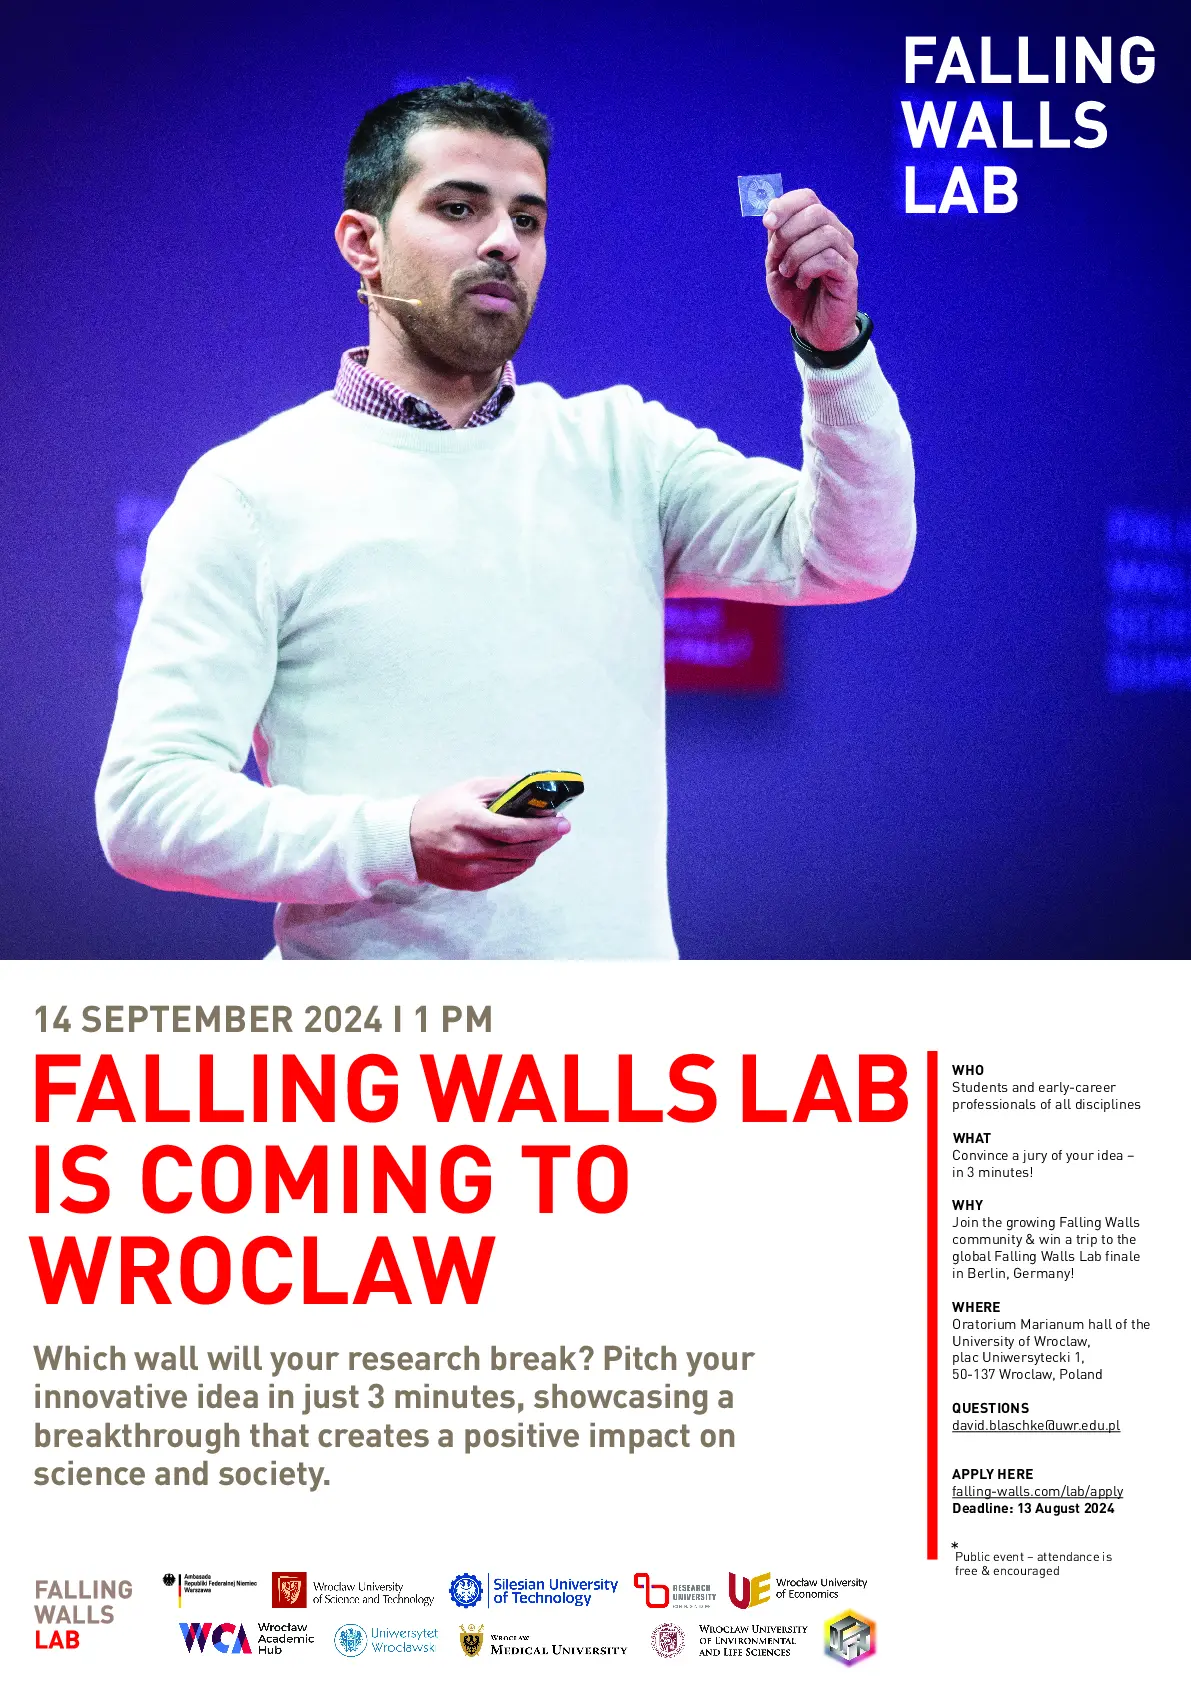 FALLING
WALLS
LAB
14 SEPTEMBER 2024 I 1 PM
FALLING WALLS LAB
IS COMING TO
WROCLAW
Which wall will your research break? Pitch your
innovative idea in just 3 minutes, showcasing a
breakthrough that creates a positive impact on
science and society.
WHO
Students and early-career
professionals of all disciplines
WHAT
Convince a jury of your idea –
in 3 minutes!
WHY
Join the growing Falling Walls
community & win a trip to the
global Falling Walls Lab finale
in Berlin, Germany!
WHERE
Oratorium Marianum hall of the
University of Wroclaw,
plac Uniwersytecki 1,
50-137 Wroclaw, Poland
QUESTIONS
david.blaschke@uwr.edu.pl
APPLY HERE
falling-walls.com/lab/apply
Deadline: 13 August 2024
*
Public event – attendance is
free & encouraged
FALLING
WALLS
LAB
Ambasada
Republiki Federalnej Niemiec
Warszawa
Wrocław University
of Science and Technology
Silesian University
of Technology
RESEARCH
UNIVERSITY
UE
Wrocław University
of Economics
WCA
Wrocław
Academic
Hub
Uniwersytet
Wrocławski
WROCLAW
MEDICAL UNIVERSITY
WROCŁAW UNIVERSITY
OF ENVIRONMENTAL
AND LIFE SCIENCES